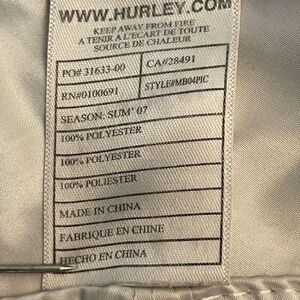 WWW.HURLEY.COM
KEEP AWAY FROM FIRE
A TENIR A L'ECART DE TOUTE
SOURCE DE CHALEUR
PO# 31633-00 CA#28491
RN#0100691 STYLE#MB04PIC
SEASON: SUM' 07
100% POLYESTER
100% POLYESTER
100% POLIESTER
MADE IN CHINA
FABRIQUE EN CHINE
HECHO EN CHINA